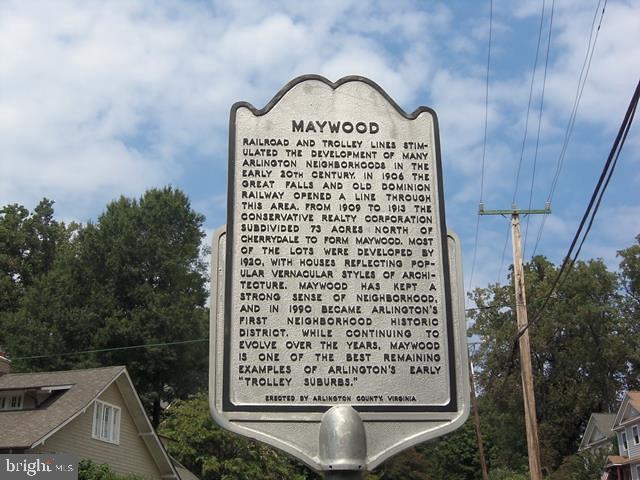 MAYWOOD
RAILROAD AND TROLLEY LINES STIM-
ULATED THE DEVELOPMENT OF MANY
ARLINGTON NEIGHBORHOODS IN THE
EARLY 20TH CENTURY. IN 1906 THE
GREAT FALLS AND OLD DOMINION
RAILWAY OPENED A LINE THROUGH
THIS AREA. FROM 1909 TO 1913 THE
CONSERVATIVE REALTY CORPORATION
SUBDIVIDED 73 ACRES NORTH OF
CHERRYDALE TO FORM MAYWOOD. MOST
OF THE LOTS WERE DEVELOPED BY
1920, WITH HOUSES REFLECTING POP-
ULAR VERNACULAR STYLES OF ARCHI-
TECTURE. MAYWOOD HAS KEPT A
STRONG SENSE OF NEIGHBORHOOD,
AND IN 1990 BECAME ARLINGTON'S
FIRST NEIGHBORHOOD HISTORIC
DISTRICT. WHILE CONTINUING TO
EVOLVE OVER THE YEARS, MAYWOOD
IS ONE OF THE BEST REMAINING
EXAMPLES OF ARLINGTON'S EARLY
"TROLLEY SUBURBS."
ERECTED BY ARLINGTON COUNTY, VIRGINIA
bright MLS